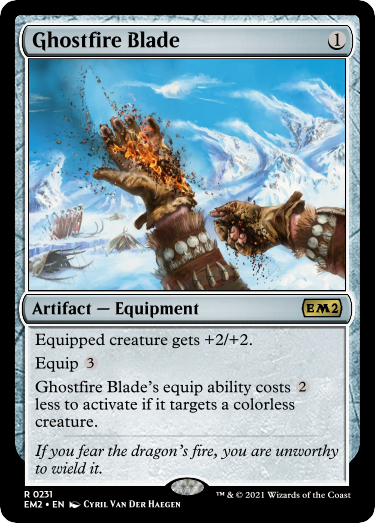 Ghostfire Blade 1
Artifact — Equipment EM2
Equipped creature gets +2/+2.
Equip 3
Ghostfire Blade's equip ability costs 2
less to activate if it targets a colorless
creature.
If you fear the dragon's fire, you are unworthy
to wield it.
R 0231
EM2 • EN Cyril Van Der Haegen
™ & © 2021 Wizards of the Coast